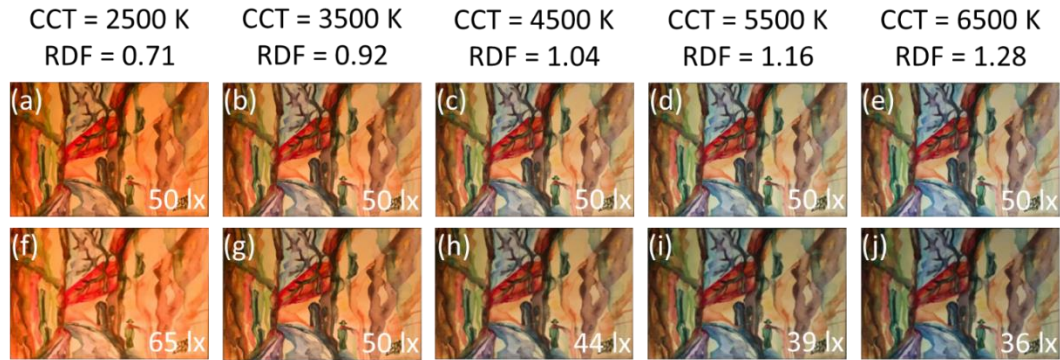 CCT = 2500 K
RDF = 0.71
CCT = 3500 K
RDF = 0.92
CCT = 4500 K
RDF = 1.04
CCT = 5500 K
RDF = 1.16
CCT = 6500 K
RDF = 1.28
(a)
50 lx
(b)
50 lx
(c)
50 lx
(d)
50 lx
(e)
50 lx
(f)
65 lx
(g)
50 lx
(h)
44 lx
(i)
39 lx
(j)
36 lx